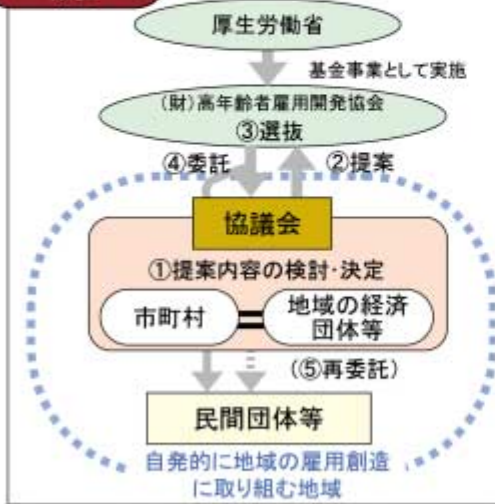 厚生労働省
基金事業として実施
(財)高年齢者雇用開発協会
③選抜
④委託
②提案
協議会
①提案内容の検討・決定
市町村
地域の経済
団体等
(⑤再委託)
民間団体等
自発的に地域の雇用創造
に取り組む地域